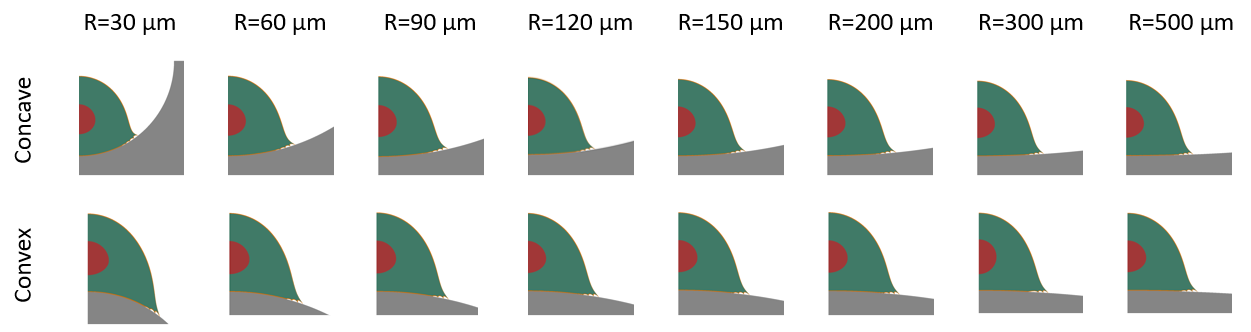 R=30 µm R=60 µm R=90 µm R=120 µm R=150 µm R=200 µm R=300 µm R=500 µm
Concave
Convex